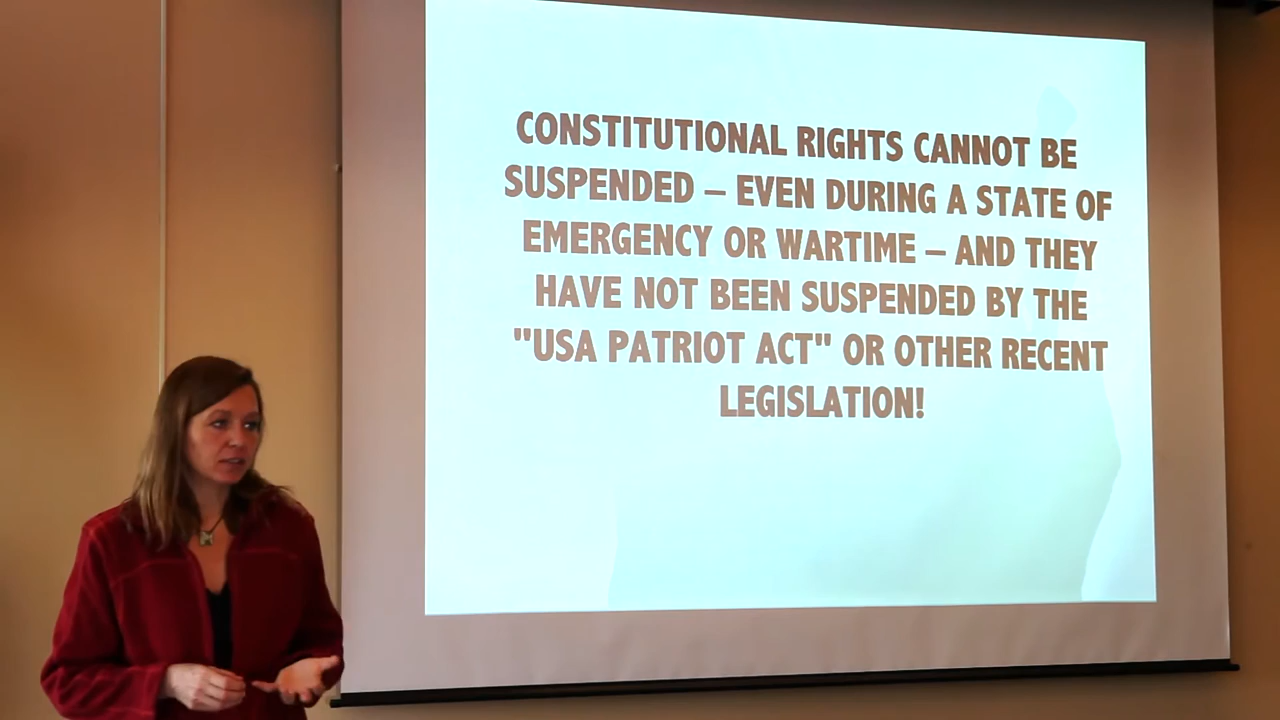 CONSTITUTIONAL RIGHTS CANNOT BE
SUSPENDED – EVEN DURING A STATE OF
EMERGENCY OR WARTIME – AND THEY
HAVE NOT BEEN SUSPENDED BY THE
"USA PATRIOT ACT" OR OTHER RECENT
LEGISLATION!